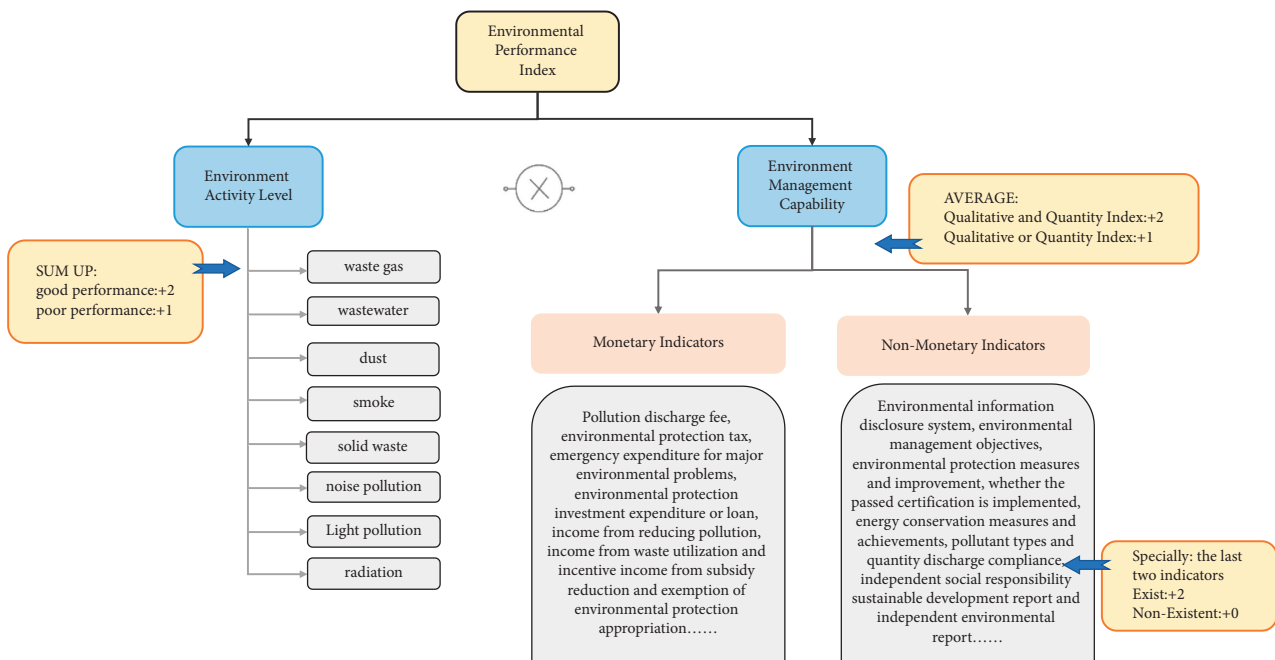 Environmental
Performance
Index
Environment
Activity Level
X
Environment
Management
Capability
AVERAGE:
Qualitative and Quantity Index:+2
Qualitative or Quantity Index:+1
SUM UP:
good performance:+2
poor performance:+1
waste gas
wastewater
dust
smoke
solid waste
noise pollution
Light pollution
radiation
Monetary Indicators
Non-Monetary Indicators
Pollution discharge fee,
environmental protection tax,
emergency expenditure for major
environmental problems,
environmental protection
investment expenditure or loan,
income from reducing pollution,
income from waste utilization and
incentive income from subsidy
reduction and exemption of
environmental protection
appropriation……
Environmental information
disclosure system, environmental
management objectives,
environmental protection measures
and improvement, whether the
passed certification is implemented,
energy conservation measures and
achievements, pollutant types and
quantity discharge compliance,
independent social responsibility
sustainable development report and
independent environmental
report……
Specially: the last
two indicators
Exist:+2
Non-Existent:+0